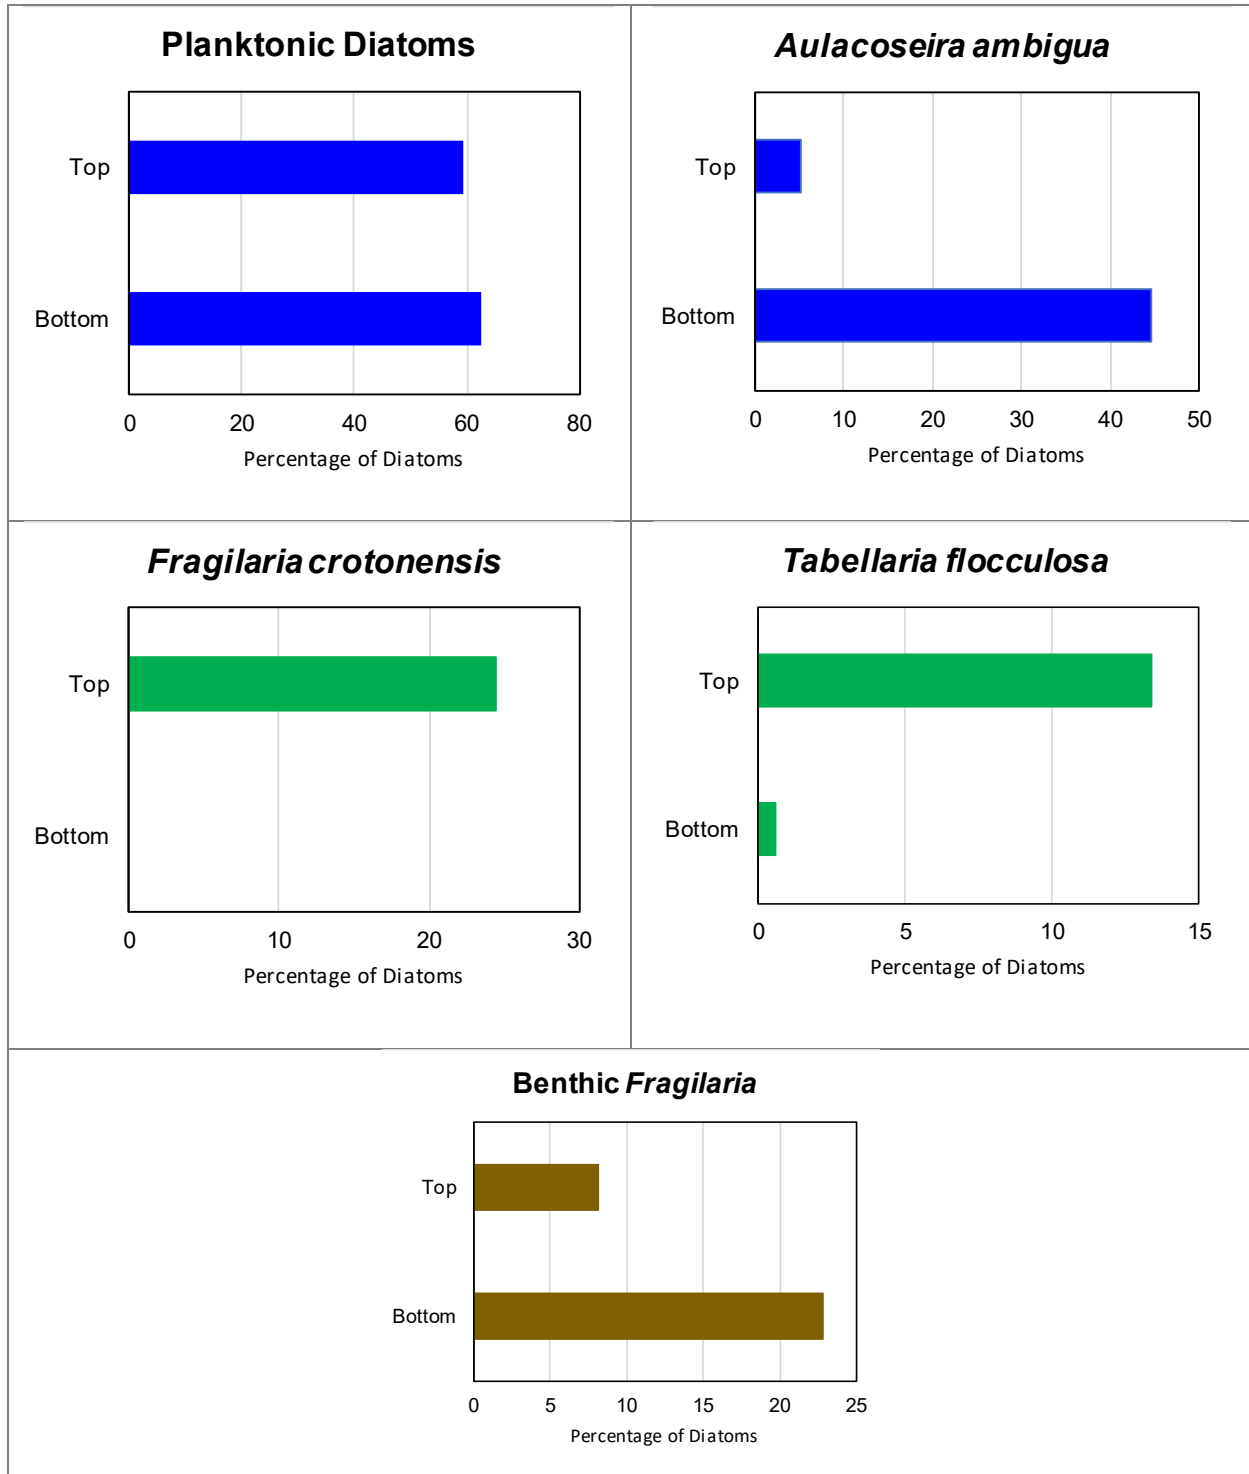 Planktonic Diatoms
Top
Bottom
0 20 40 60 80
Percentage of Diatoms
Aulacoseira ambigua
Top
Bottom
0 10 20 30 40 50
Percentage of Diatoms
Fragilaria crotonensis
Top
Bottom
0 10 20 30
Percentage of Diatoms
Tabellaria flocculosa
Top
Bottom
0 5 10 15
Percentage of Diatoms
Benthic Fragilaria
Top
Bottom
0 5 10 15 20 25
Percentage of Diatoms